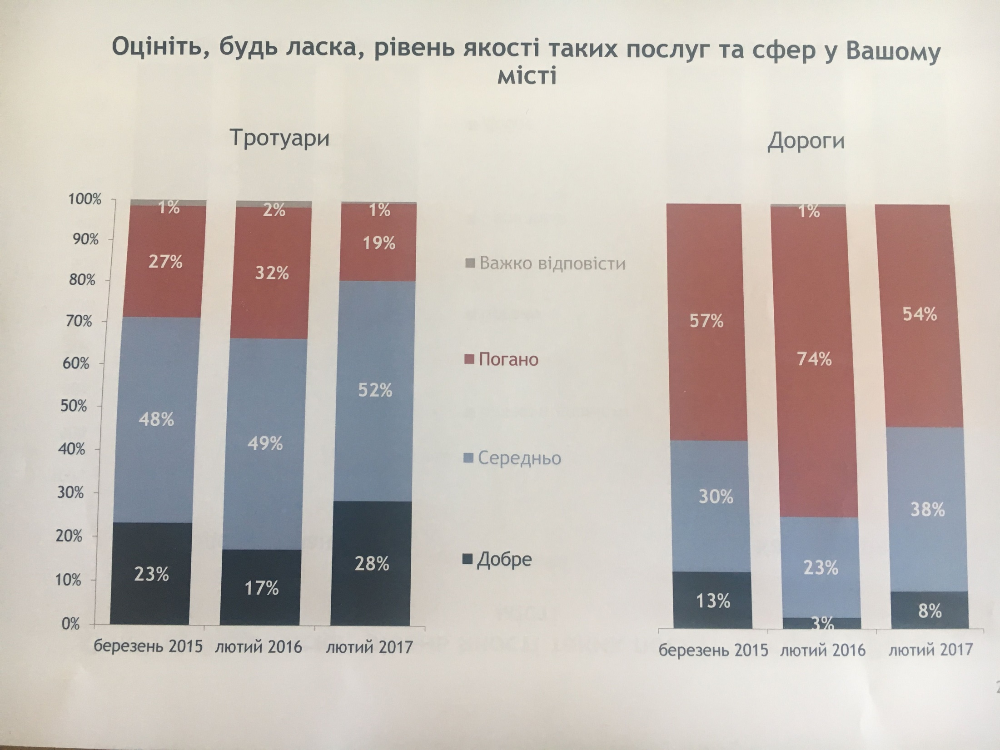 Оцініть, будь ласка, рівень якості таких послуг та сфер у Вашому
місті
Тротуари
100%
90%
80%
70%
60%
50%
40%
30%
20%
10%
0%
1%
2%
1%
27%
32%
19%
48%
49%
52%
23%
17%
28%
березень 2015
лютий 2016
лютий 2017
Важко відповісти
Погано
Середньо
Добре
Дороги
1%
57%
74%
54%
30%
23%
38%
13%
3%
8%
березень 2015
лютий 2016
лютий 2017